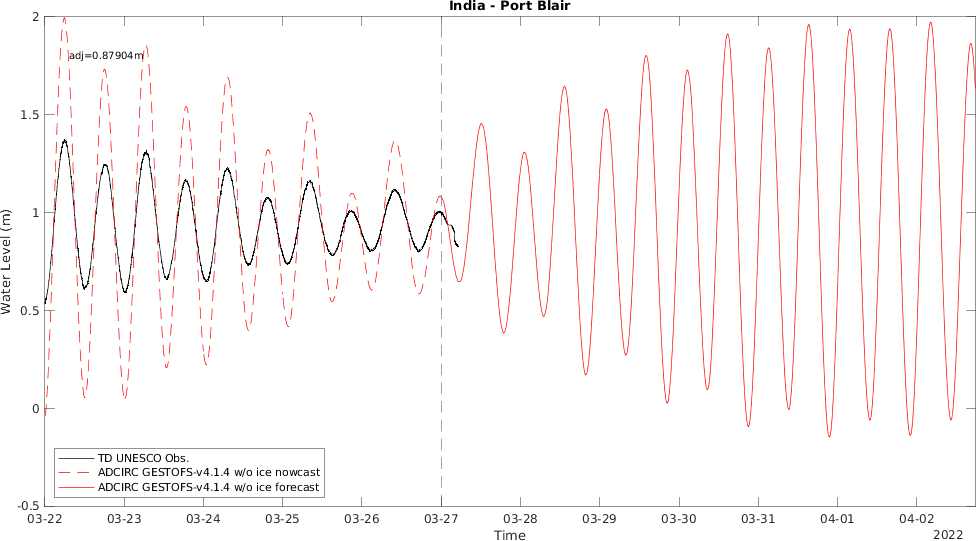 India - Port Blair
adj=0.87904m
Water Level (m)
2
1.5
1
0.5
0
-0.5
TD UNESCO Obs.
ADCIRC GESTOFS-v4.1.4 w/o ice nowcast
ADCIRC GESTOFS-v4.1.4 w/o ice forecast
03-22 03-23 03-24 03-25 03-26 03-27 03-28 03-29 03-30 03-31 04-01 04-02
Time
2022